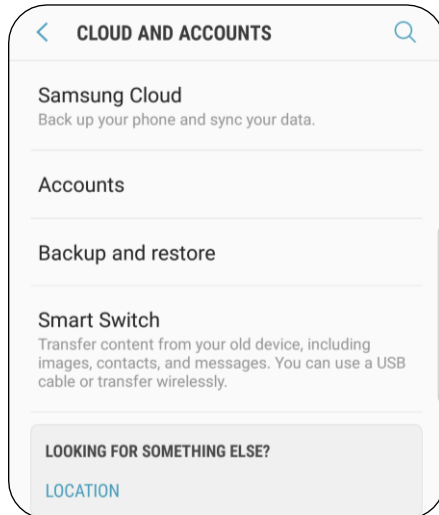 CLOUD AND ACCOUNTS
Samsung Cloud
Back up your phone and sync your data.
Accounts
Backup and restore
Smart Switch
Transfer content from your old device, including
images, contacts, and messages. You can use a USB
cable or transfer wirelessly.
LOOKING FOR SOMETHING ELSE?
LOCATION